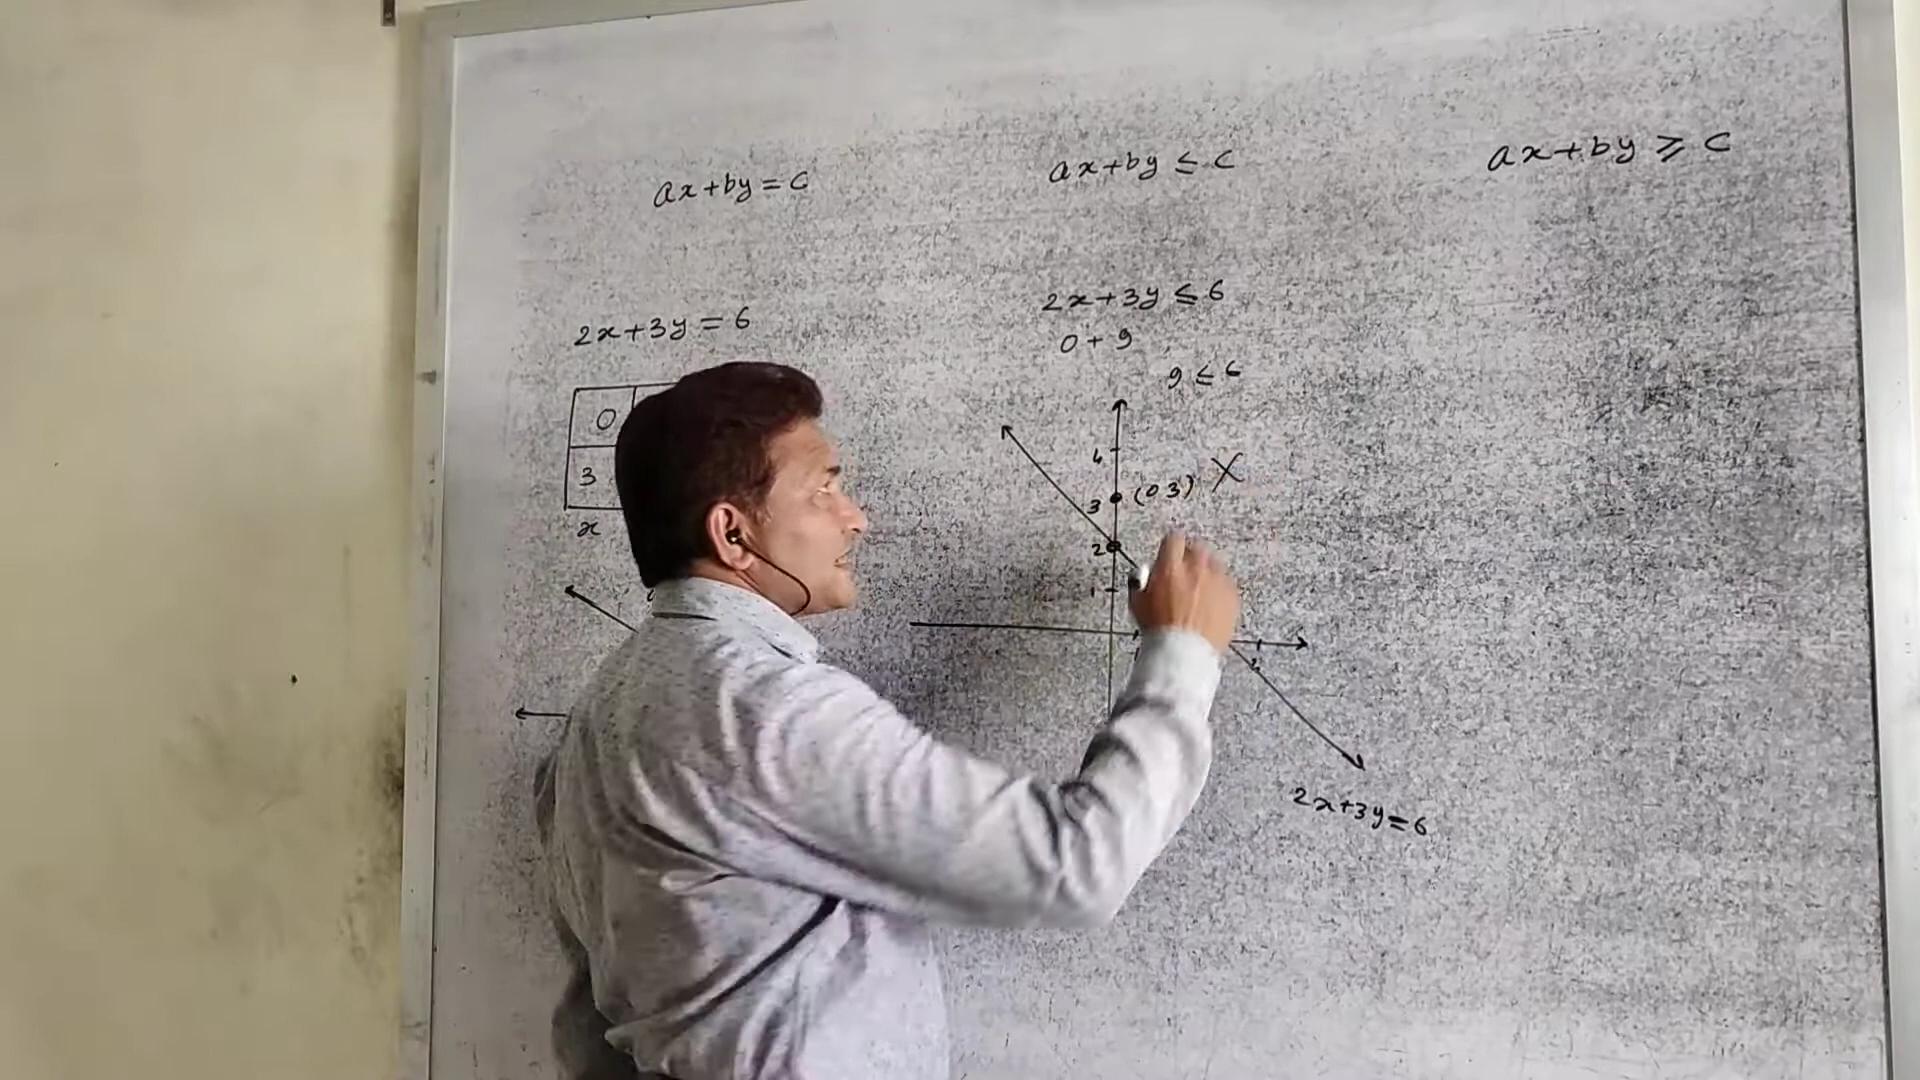 ax+by=c
ax+by ≤ c
ax+by ⩾ c
2x+3y=6
0
3
x
2x+3y ≤ 6
0+9
9 ≤ 6
4
3
(0 3) X
2
1
2x+3y=6